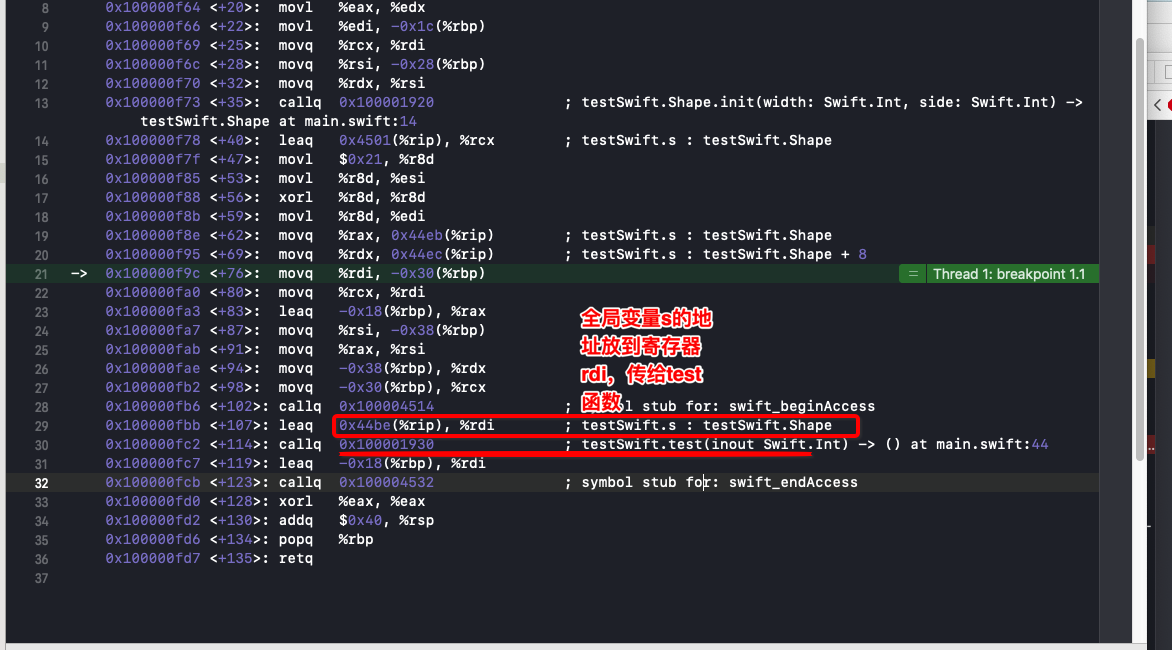 8 0x100000f64 <+20>: movl %eax, %edx
9 0x100000f66 <+22>: movl %edi, -0x1c(%rbp)
10 0x100000f69 <+25>: movq %rcx, %rdi
11 0x100000f6c <+28>: movq %rsi, -0x28(%rbp)
12 0x100000f70 <+32>: movq %rdx, %rsi
13 0x100000f73 <+35>: callq 0x100001920 ; testSwift.Shape.init(width: Swift.Int, side: Swift.Int) ->
testSwift.Shape at main.swift:14
14 0x100000f78 <+40>: leaq 0x4501(%rip), %rcx ; testSwift.s : testSwift.Shape
15 0x100000f7f <+47>: movl $0x21, %r8d
16 0x100000f85 <+53>: movl %r8d, %esi
17 0x100000f88 <+56>: xorl %r8d, %r8d
18 0x100000f8b <+59>: movl %r8d, %edi
19 0x100000f8e <+62>: movq %rax, 0x44eb(%rip) ; testSwift.s : testSwift.Shape
20 0x100000f95 <+69>: movq %rdx, 0x44ec(%rip) ; testSwift.s : testSwift.Shape + 8
21 -> 0x100000f9c <+76>: movq %rdi, -0x30(%rbp) = Thread 1: breakpoint 1.1
22 0x100000fa0 <+80>: movq %rcx, %rdi
23 0x100000fa3 <+83>: leaq -0x18(%rbp), %rax
24 0x100000fa7 <+87>: movq %rsi, -0x38(%rbp)
25 0x100000fab <+91>: movq %rax, %rsi
26 0x100000fae <+94>: movq -0x38(%rbp), %rdx
27 0x100000fb2 <+98>: movq -0x30(%rbp), %rcx
全局变量s的地
址放到寄存器
rdi，传给test
函数
28 0x100000fb6 <+102>: callq 0x100004514 ; stub for: swift_beginAccess
29 0x100000fbb <+107>: leaq 0x44be(%rip), %rdi ; testSwift.s : testSwift.Shape
30 0x100000fc2 <+114>: callq 0x100001930 ; testSwift.test(inout Swift.Int) -> () at main.swift:44
31 0x100000fc7 <+119>: leaq -0x18(%rbp), %rdi
32 0x100000fcb <+123>: callq 0x100004532 ; symbol stub for: swift_endAccess
33 0x100000fd0 <+128>: xorl %eax, %eax
34 0x100000fd2 <+130>: addq $0x40, %rsp
35 0x100000fd6 <+134>: popq %rbp
36 0x100000fd7 <+135>: retq
37